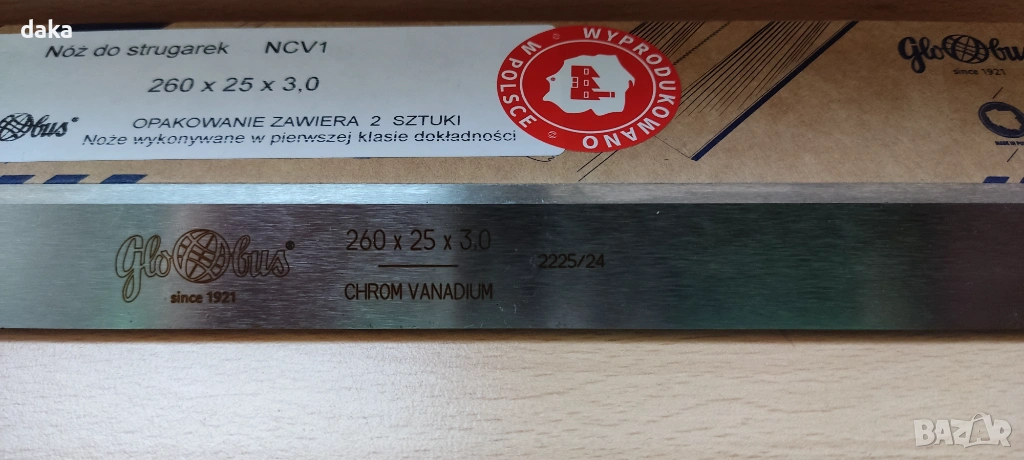 daka
Nóż do strugarek NCV1
260 x 25 x 3,0
Globus®
OPAKOWANIE ZAWIERA 2 SZTUKI
Noże wykonywane w pierwszej klasie dokładności
WYPRODUKOWANO
W POLSCE
Globus
since 1921
Globus®
since 1921
260 x 25 x 3,0
CHROM VANADIUM
2225/24
BAZAR